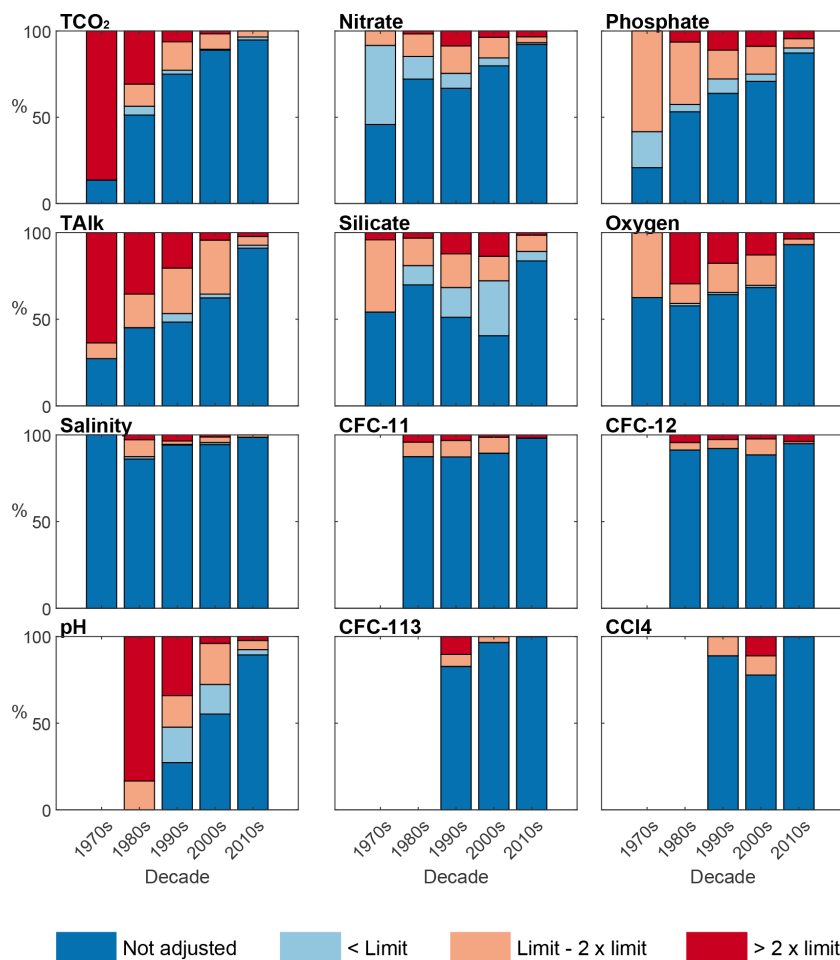 TCO₂ Nitrate Phosphate
100
%
50
0
TAlk Silicate Oxygen
100
%
50
0
Salinity CFC-11 CFC-12
100
%
50
0
pH CFC-113 CCl4
100
%
50
0
1970s 1980s 1990s 2000s 2010s 1970s 1980s 1990s 2000s 2010s 1970s 1980s 1990s 2000s 2010s
Decade Decade Decade
Not adjusted < Limit Limit - 2 x limit > 2 x limit